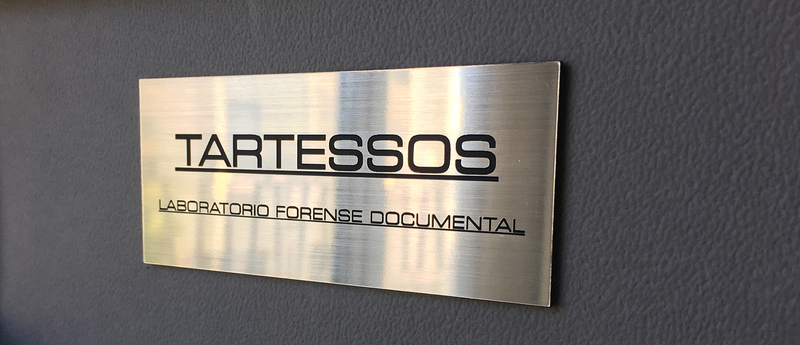 TARTESSOS
LABORATORIO FORENSE DOCUMENTAL